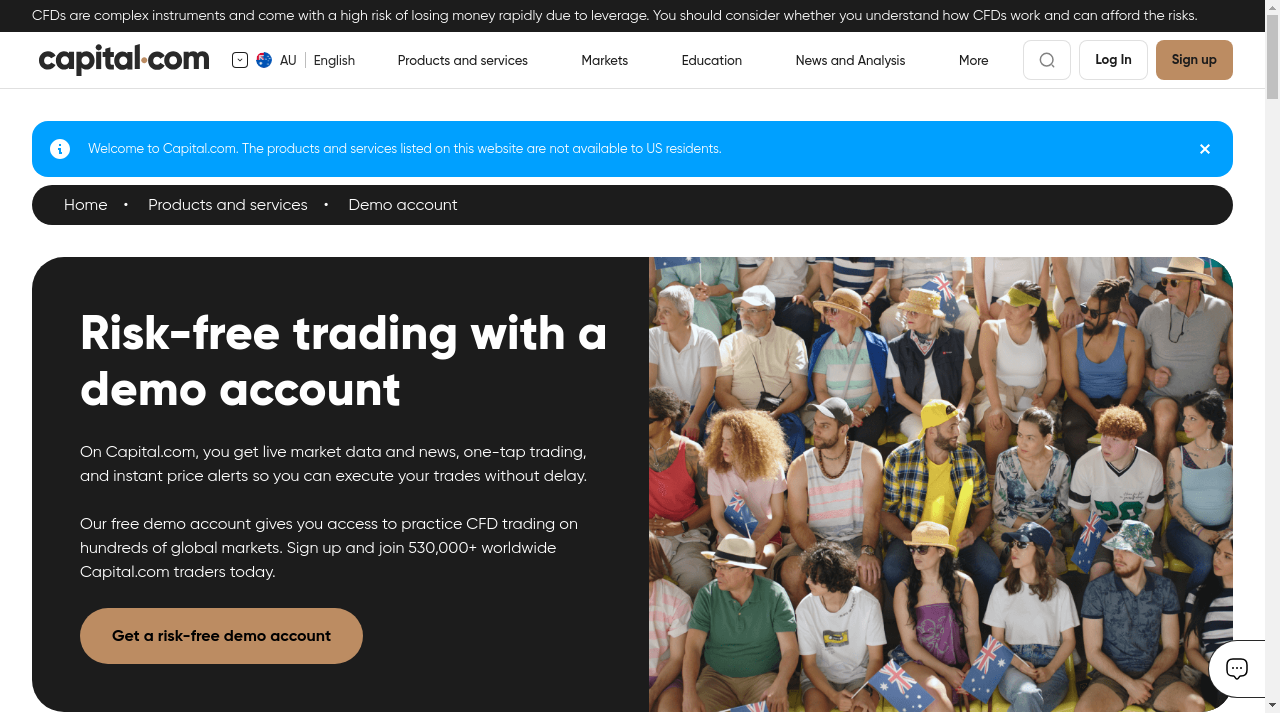 CFDs are complex instruments and come with a high risk of losing money rapidly due to leverage. You should consider whether you understand how CFDs work and can afford the risks.
capital.com AU English Products and services Markets Education News and Analysis More Log In Sign up
Welcome to Capital.com. The products and services listed on this website are not available to US residents.
Home • Products and services • Demo account
Risk-free trading with a
demo account
On Capital.com, you get live market data and news, one-tap trading,
and instant price alerts so you can execute your trades without delay.
Our free demo account gives you access to practice CFD trading on
hundreds of global markets. Sign up and join 530,000+ worldwide
Capital.com traders today.
Get a risk-free demo account